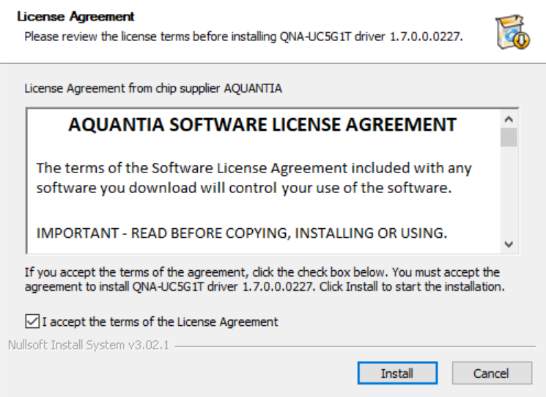 License Agreement
Please review the license terms before installing QNA-UC5G1T driver 1.7.0.0.0227.
License Agreement from chip supplier AQUANTIA
AQUANTIA SOFTWARE LICENSE AGREEMENT
The terms of the Software License Agreement included with any
software you download will control your use of the software.
IMPORTANT - READ BEFORE COPYING, INSTALLING OR USING.
If you accept the terms of the agreement, click the check box below. You must accept the
agreement to install QNA-UC5G1T driver 1.7.0.0.0227. Click Install to start the installation.
I accept the terms of the License Agreement
Nullsoft Install System v3.02.1
Install
Cancel